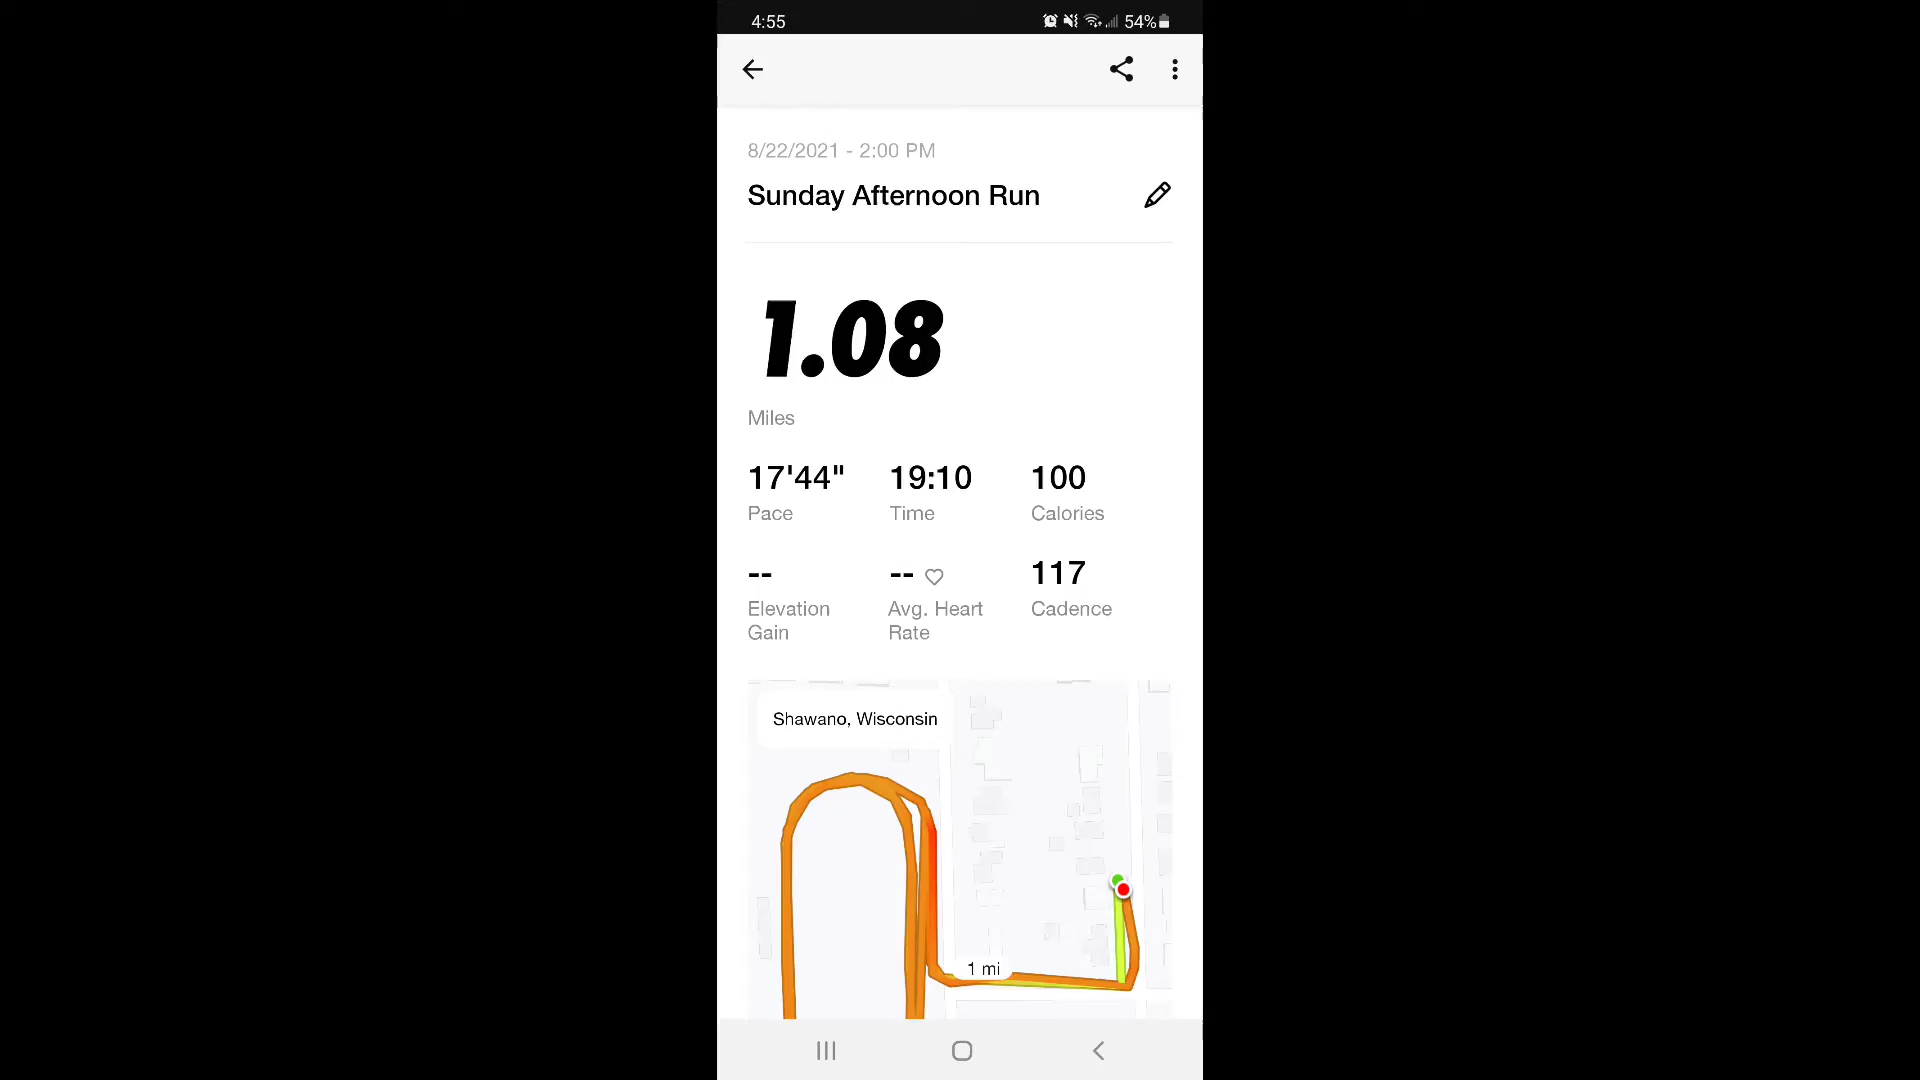 4:55
54%
8/22/2021 - 2:00 PM
Sunday Afternoon Run
1.08
Miles
17'44" 19:10 100
Pace Time Calories
-- -- 117
Elevation Gain Avg. Heart Rate Cadence
Shawano, Wisconsin
1 mi